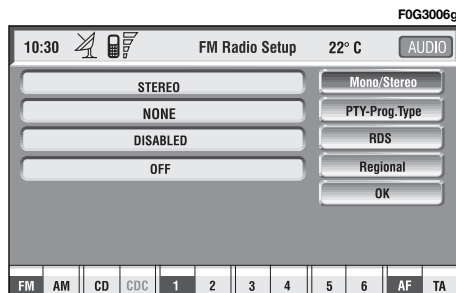 F0G3006g
10:30 FM Radio Setup 22° C AUDIO
STEREO Mono/Stereo
NONE PTY-Prog.Type
DISABLED RDS
OFF Regional
OK
FM AM CD CDC 1 2 3 4 5 6 AF TA